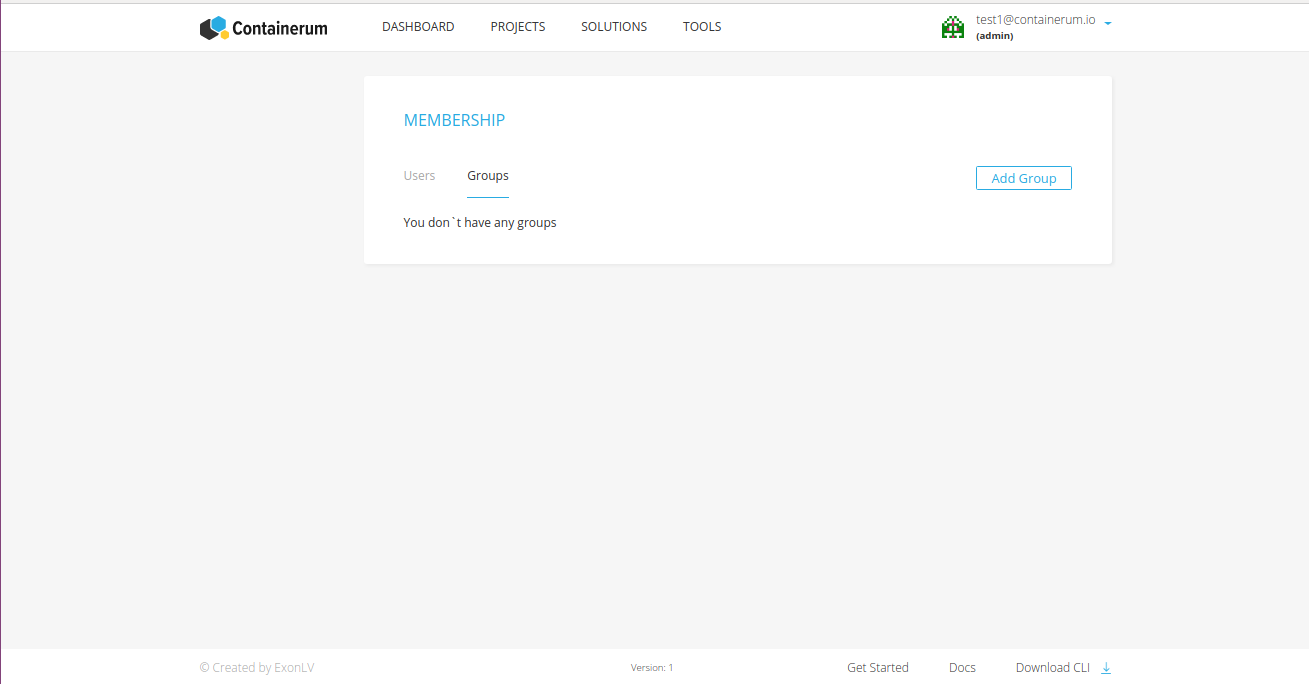 Containerum
DASHBOARD
PROJECTS
SOLUTIONS
TOOLS
test1@containerum.io
(admin)
MEMBERSHIP
Users
Groups
Add Group
You don`t have any groups
© Created by ExonLV
Version: 1
Get Started
Docs
Download CLI